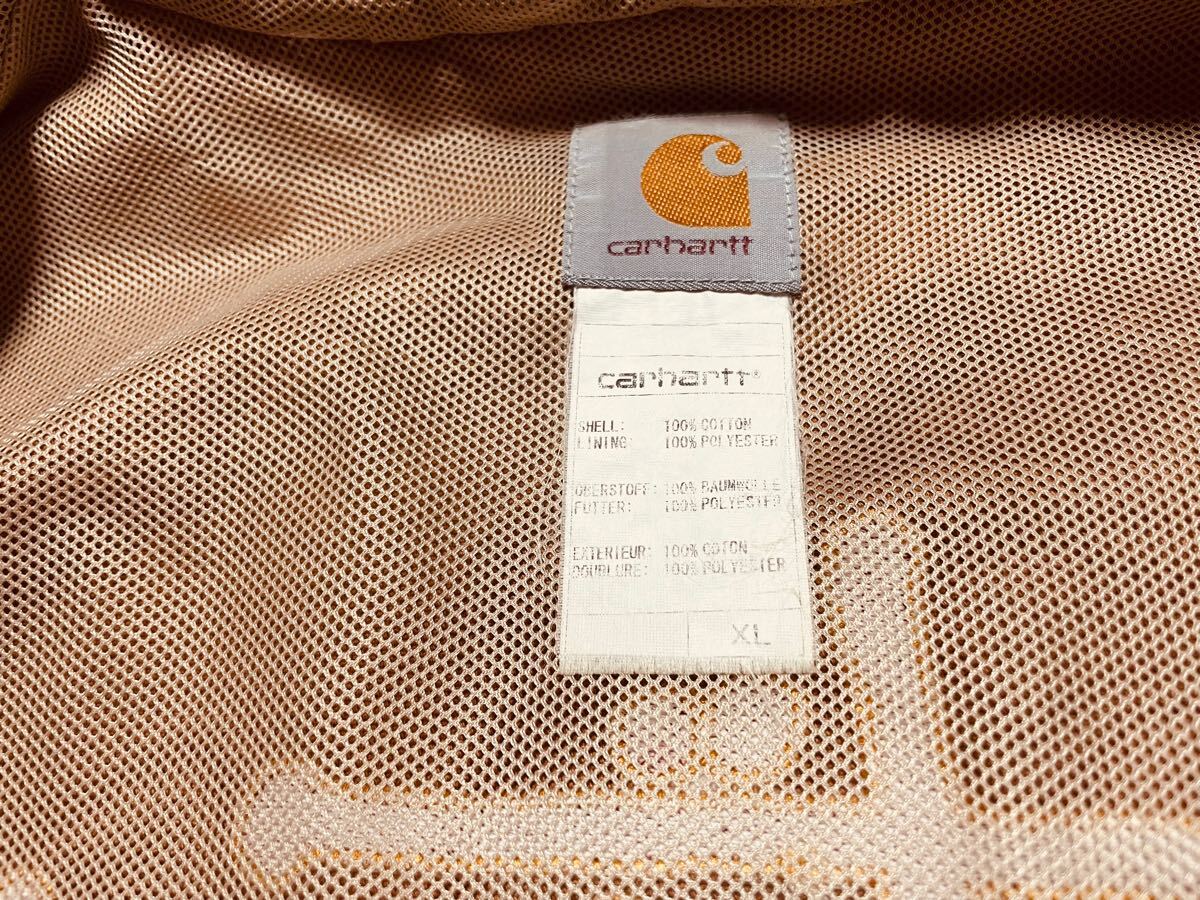 carhartt
carhartt®
SHELL: 100% COTTON
LINING: 100% POLYESTER
OBERSTOFF: 100% BAUMWOLLE
FUTTER: 100% POLYESTER
EXTERIEUR: 100% COTON
DOUBLURE: 100% POLYESTER
XL